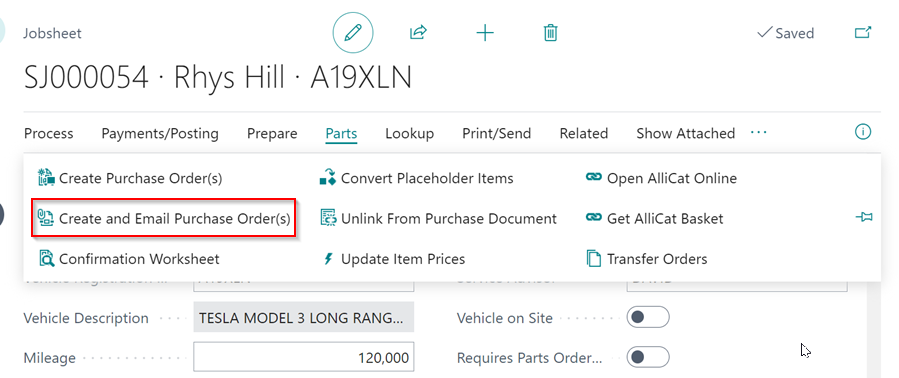 Jobsheet
Saved
SJ000054 · Rhys Hill · A19XLN
Process Payments/Posting Prepare Parts Lookup Print/Send Related Show Attached ···
Create Purchase Order(s) Convert Placeholder Items Open AlliCat Online
Create and Email Purchase Order(s) Unlink From Purchase Document Get AlliCat Basket
Confirmation Worksheet Update Item Prices Transfer Orders
Vehicle Description TESLA MODEL 3 LONG RANG... Vehicle on Site
Mileage 120,000 Requires Parts Order...